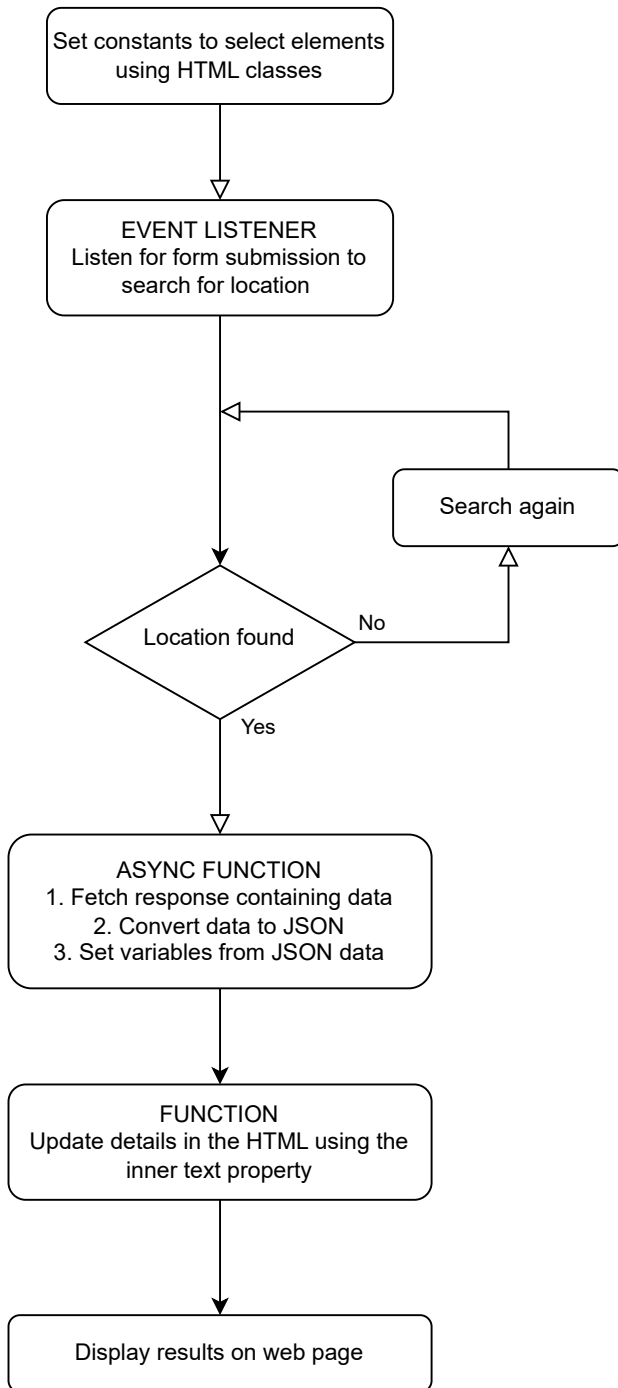 Set constants to select elements
using HTML classes
EVENT LISTENER
Listen for form submission to
search for location
Search again
Location found
No
Yes
ASYNC FUNCTION
1. Fetch response containing data
2. Convert data to JSON
3. Set variables from JSON data
FUNCTION
Update details in the HTML using the
inner text property
Display results on web page